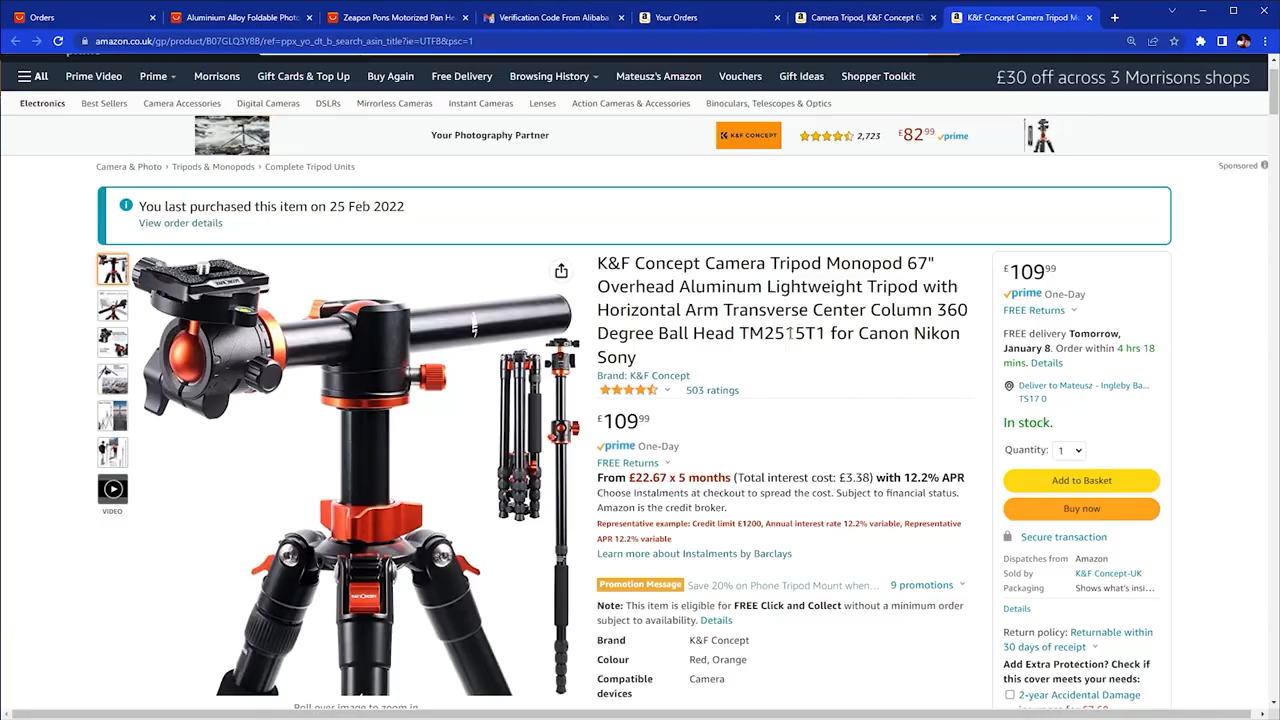 Orders
Aluminium Alloy Foldable Phot
Zeapon Pons Motorized Pan He
Verification Code From Alibaba
Your Orders
Camera Tripod, K&F Concept 62
K&F Concept Camera Tripod M
amazon.co.uk/gp/product/B07GLQ3Y8B/ref=ppx_yo_dt_b_search_asin_title?ie=UTF8&psc=1
All Prime Video Prime Morrisons Gift Cards & Top Up Buy Again Free Delivery Browsing History Mateusz's Amazon Vouchers Gift Ideas Shopper Toolkit £30 off across 3 Morrisons shops
Electronics Best Sellers Camera Accessories Digital Cameras DSLRs Mirrorless Cameras Instant Cameras Lenses Action Cameras & Accessories Binoculars, Telescopes & Optics
Your Photography Partner K&F CONCEPT 2,723 £82⁹⁹ prime
Camera & Photo › Tripods & Monopods › Complete Tripod Units
Sponsored
You last purchased this item on 25 Feb 2022
View order details
VIDEO
Roll over image to zoom in
K&F Concept Camera Tripod Monopod 67"
Overhead Aluminum Lightweight Tripod with
Horizontal Arm Transverse Center Column 360
Degree Ball Head TM2515T1 for Canon Nikon
Sony
Brand: K&F Concept
503 ratings
£109⁹⁹
prime One-Day
FREE Returns
From £22.67 x 5 months (Total interest cost: £3.38) with 12.2% APR
Choose Instalments at checkout to spread the cost. Subject to financial status.
Amazon is the credit broker.
Representative example: Credit limit £1200, Annual interest rate 12.2% variable, Representative
APR 12.2% variable
Learn more about Instalments by Barclays
Promotion Message Save 20% on Phone Tripod Mount when... 9 promotions
Note: This item is eligible for FREE Click and Collect without a minimum order
subject to availability. Details
Brand K&F Concept
Colour Red, Orange
Compatible Camera
devices
£109⁹⁹
prime One-Day
FREE Returns
FREE delivery Tomorrow,
January 8. Order within 4 hrs 18
mins. Details
Deliver to Mateusz - Ingleby Ba...
TS17 0
In stock.
Quantity: 1
Add to Basket
Buy now
Secure transaction
Dispatches from Amazon
Sold by K&F Concept-UK
Packaging Shows what's insi...
Details
Return policy: Returnable within
30 days of receipt
Add Extra Protection? Check if
this cover meets your needs:
2-year Accidental Damage